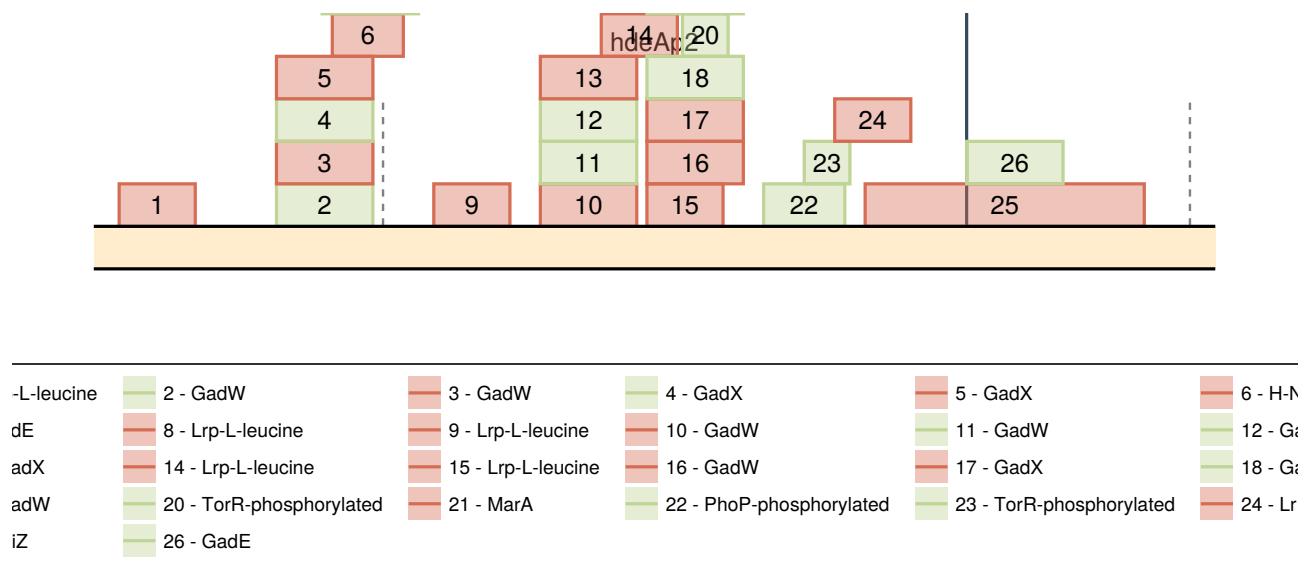 6 14 20
hdeAp2
5 13 18
4 12 17 24
3 11 16 23 26
1 2 9 10 15 22 25
-L-leucine 2 - GadW 3 - GadW 4 - GadX 5 - GadX 6 - H-N
dE 8 - Lrp-L-leucine 9 - Lrp-L-leucine 10 - GadW 11 - GadW 12 - Ga
adX 14 - Lrp-L-leucine 15 - Lrp-L-leucine 16 - GadW 17 - GadX 18 - Ga
adW 20 - TorR-phosphorylated 21 - MarA 22 - PhoP-phosphorylated 23 - TorR-phosphorylated 24 - Lr
iZ 26 - GadE